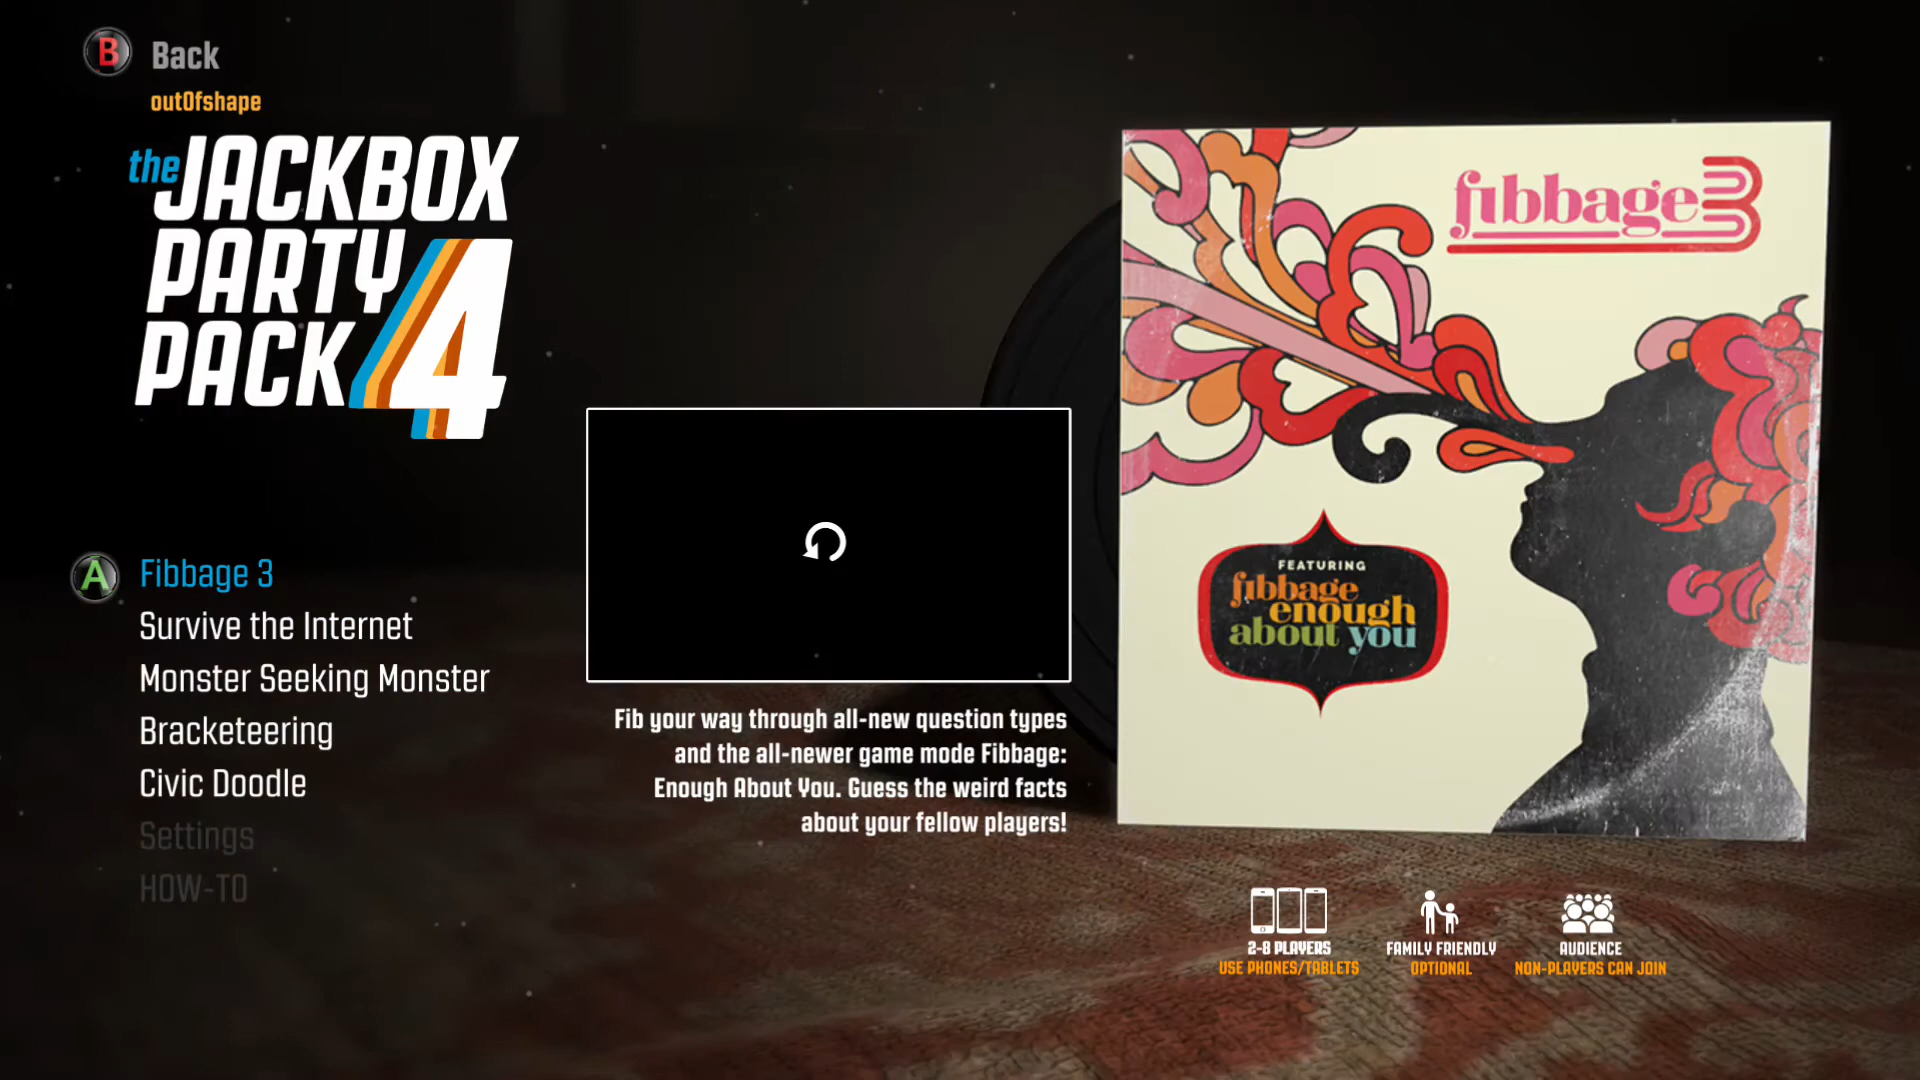 B Back
outOfshape
the JACKBOX
PARTY
PACK 4
A Fibbage 3
Survive the Internet
Monster Seeking Monster
Bracketeering
Civic Doodle
Settings
HOW-TO
Fib your way through all-new question types
and the all-newer game mode Fibbage:
Enough About You. Guess the weird facts
about your fellow players!
fibbage 3
FEATURING
fibbage
enough
about you
2-8 PLAYERS
USE PHONES/TABLETS
FAMILY FRIENDLY
OPTIONAL
AUDIENCE
NON-PLAYERS CAN JOIN